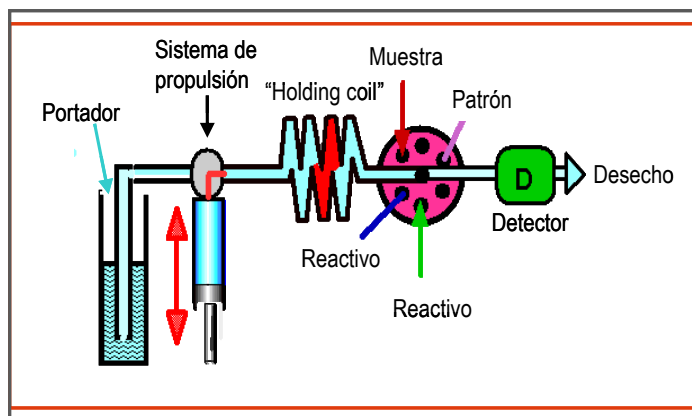 Sistema de
propulsión
Muestra
“Holding coil”
Patrón
Portador
D
Desecho
Detector
Reactivo
Reactivo